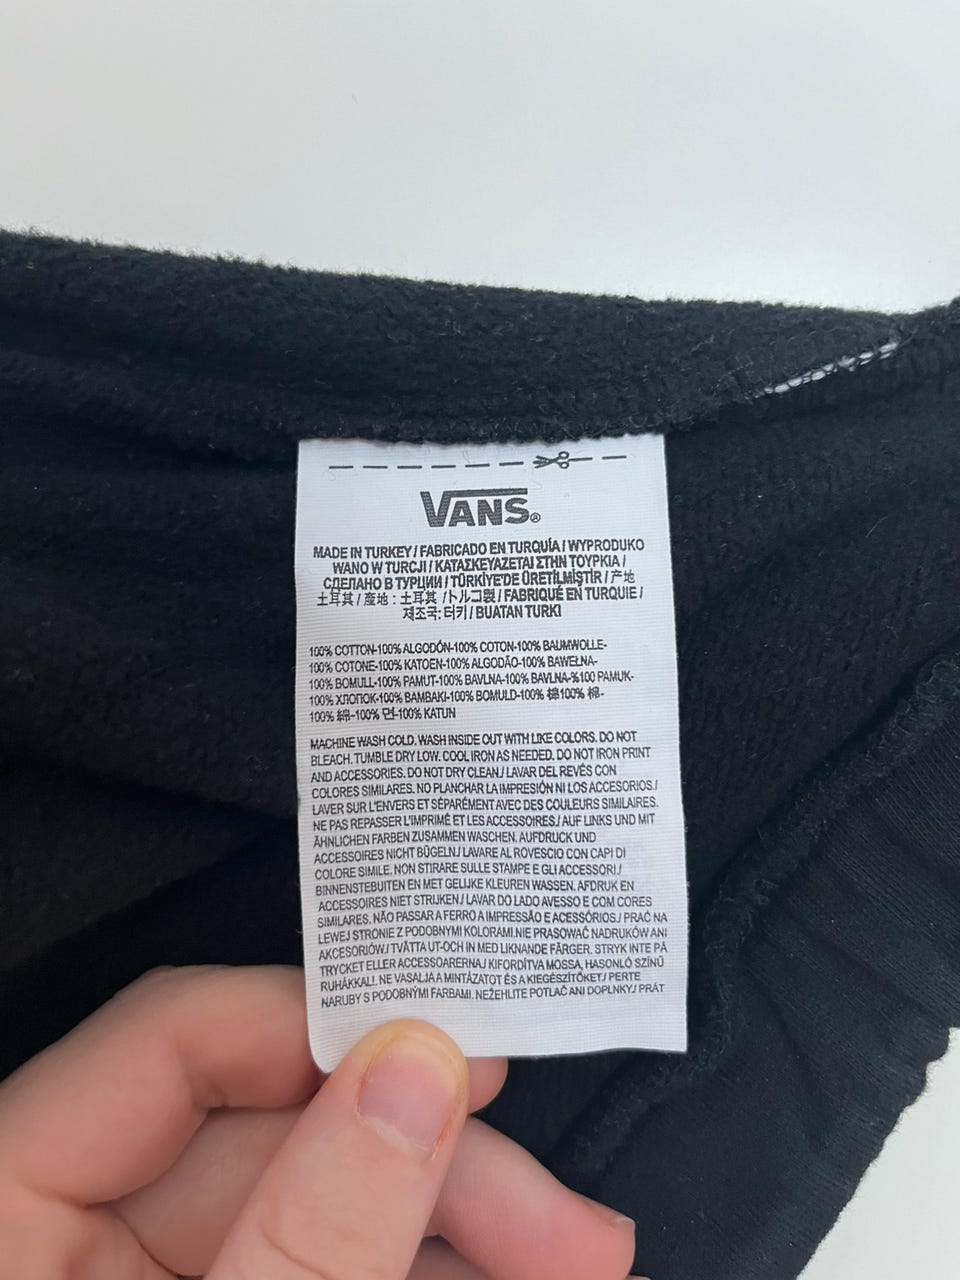 VANS®
MADE IN TURKEY / FABRICADO EN TURQUÍA / WYPRODUKO
WANO W TURCJI / ΚΑΤΑΣΚΕΥΑΖΕΤΑΙ ΣΤΗΝ ΤΟΥΡΚΙΑ /
СДЕЛАНО В ТУРЦИИ / TÜRKİYE'DE ÜRETİLMİŞTİR / 产地
土耳其 / 產地 : 土耳其 /トルコ製 / FABRIQUÉ EN TURQUIE /
제조국: 터키 / BUATAN TURKI
100% COTTON-100% ALGODÓN-100% COTON-100% BAUMWOLLE-
100% COTONE-100% KATOEN-100% ALGODÃO-100% BAWEŁNA-
100% BOMULL-100% PAMUT-100% BAVLNA-100% BAVLNA-%100 PAMUK-
100% ХЛОПОК-100% ΒΑΜΒΑΚΙ-100% BOMULD-100% 棉100% 棉-
100% 綿-100% 면-100% KATUN
MACHINE WASH COLD. WASH INSIDE OUT WITH LIKE COLORS. DO NOT
BLEACH. TUMBLE DRY LOW. COOL IRON AS NEEDED. DO NOT IRON PRINT
AND ACCESSORIES. DO NOT DRY CLEAN./ LAVAR DEL REVÉS CON
COLORES SIMILARES. NO PLANCHAR LA IMPRESIÓN NI LOS ACCESORIOS./
LAVER SUR L'ENVERS ET SÉPARÉMENT AVEC DES COULEURS SIMILAIRES.
NE PAS REPASSER L'IMPRIMÉ ET LES ACCESSOIRES./ AUF LINKS UND MIT
ÄHNLICHEN FARBEN ZUSAMMEN WASCHEN. AUFDRUCK UND
ACCESSOIRES NICHT BÜGELN./ LAVARE AL ROVESCIO CON CAPI DI
COLORE SIMILE. NON STIRARE SULLE STAMPE E GLI ACCESSORI./
BINNENSTEBUITEN EN MET GELIJKE KLEUREN WASSEN. AFDRUK EN
ACCESSOIRES NIET STRIJKEN./ LAVAR DO LADO AVESSO E COM CORES
SIMILARES. NÃO PASSAR A FERRO A IMPRESSÃO E ACESSÓRIOS./ PRAĆ NA
LEWEJ STRONIE Z PODOBNYMI KOLORAMI.NIE PRASOWAĆ NADRUKÓW ANI
AKCESORIÓW./ TVÄTTA UT-OCH IN MED LIKNANDE FÄRGER. STRYK INTE PÅ
TRYCKET ELLER ACCESSOARERNA./ KIFORDÍTVA MOSSA, HASONLÓ SZÍNŰ
RUHÁKKAL!. NE VASALJA A MINTÁZATOT ÉS A KIEGÉSZÍTŐKET./ PERTE
NARUBY S PODOBNÝMI FARBAMI. NEŽEHLITE POTLAČ ANI DOPLNKY./ PRÁT